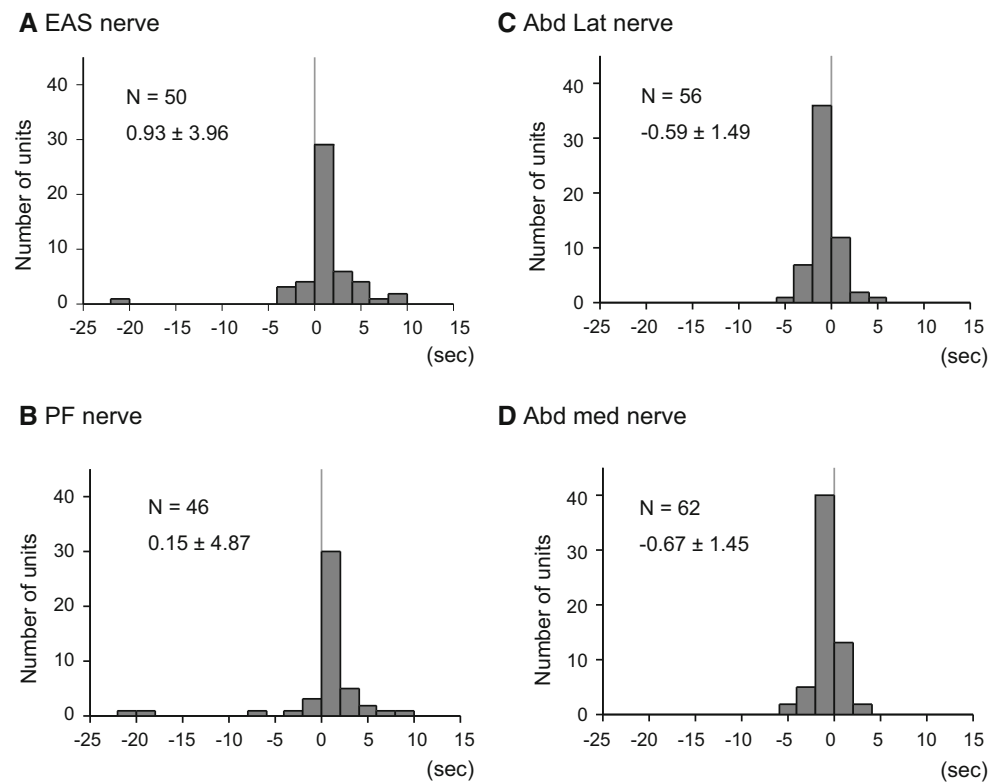 A EAS nerve
Number of units
40
30
20
10
0
N = 50
0.93 ± 3.96
-25 -20 -15 -10 -5 0 5 10 15
(sec)
C Abd Lat nerve
Number of units
40
30
20
10
0
N = 56
-0.59 ± 1.49
-25 -20 -15 -10 -5 0 5 10 15
(sec)
B PF nerve
Number of units
40
30
20
10
0
N = 46
0.15 ± 4.87
-25 -20 -15 -10 -5 0 5 10 15
(sec)
D Abd med nerve
Number of units
40
30
20
10
0
N = 62
-0.67 ± 1.45
-25 -20 -15 -10 -5 0 5 10 15
(sec)